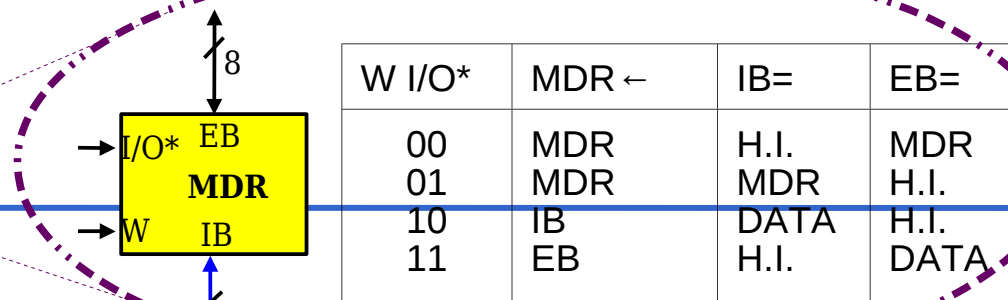 8
EB
I/O*
MDR
W IB
W I/O* MDR← IB= EB=
00 MDR H.I. MDR
01 MDR MDR H.I.
10 IB DATA H.I.
11 EB H.I. DATA